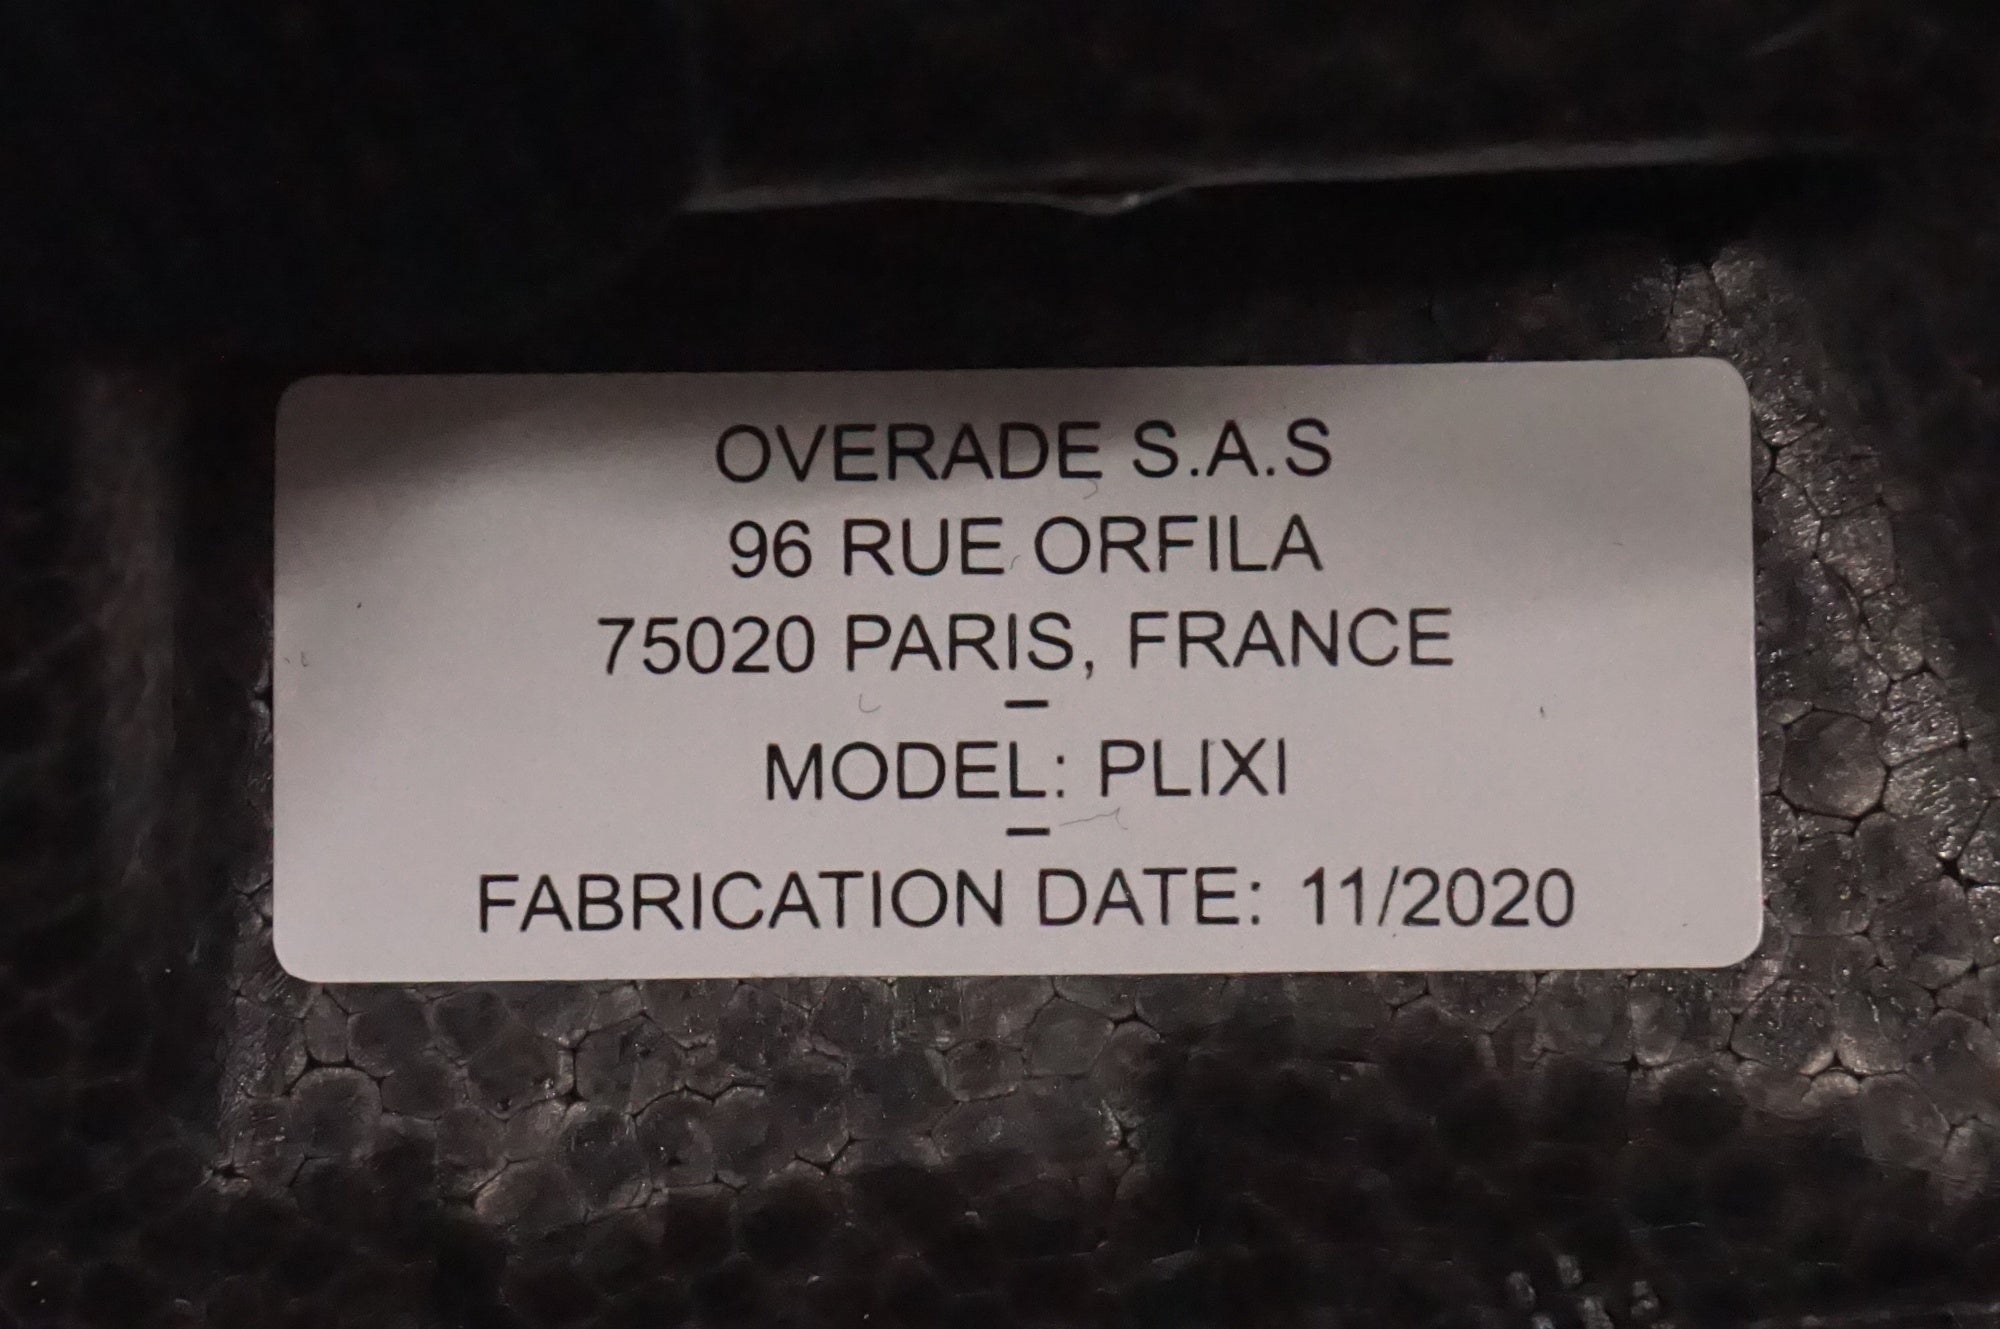 OVERADE S.A.S
96 RUE ORFILA
75020 PARIS, FRANCE
–
MODEL: PLIXI
–
FABRICATION DATE: 11/2020